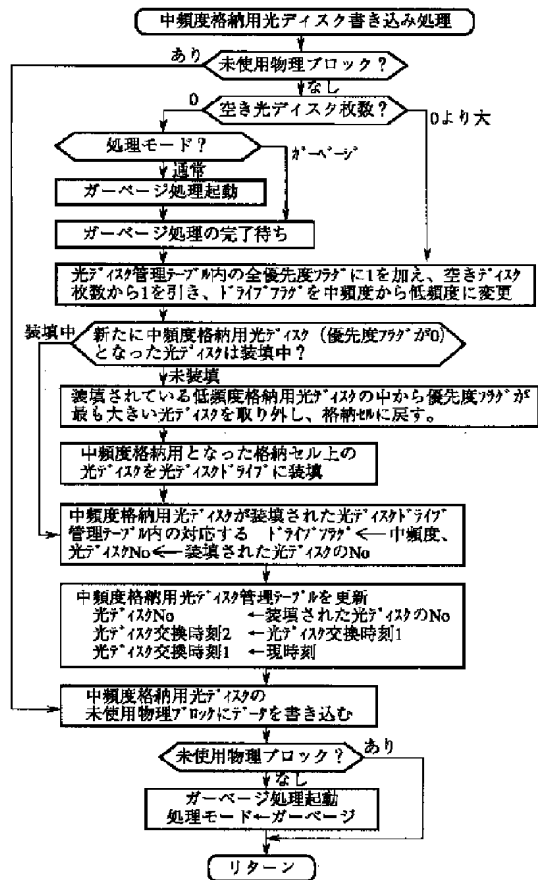 中頻度格納用光ディスク書き込み処理
あり
未使用物理ブロック？
なし
0
空き光ディスク枚数？
0より大
処理モード？
ガーベージ
通常
ガーベージ処理起動
ガーベージ処理の完了待ち
光ディスク管理テーブル内の全優先度フラグに1を加え、空きディスク
枚数から1を引き、ドライブフラグを中頻度から低頻度に変更
装填中
新たに中頻度格納用光ディスク（優先度フラグが0）
となった光ディスクは装填中？
未装填
装填されている低頻度格納用光ディスクの中から優先度フラグが
最も大きい光ディスクを取り外し、格納セルに戻す。
中頻度格納用となった格納セル上の
光ディスクを光ディスクドライブに装填
中頻度格納用光ディスクが装填された光ディスクドライブ
管理テーブル内の対応する ドライブフラグ←中頻度、
光ディスクNo←装填された光ディスクのNo
中頻度格納用光ディスク管理テーブルを更新
光ディスクNo ←装填された光ディスクのNo
光ディスク交換時刻2 ←光ディスク交換時刻1
光ディスク交換時刻1 ←現時刻
中頻度格納用光ディスクの
未使用物理ブロックにデータを書き込む
未使用物理ブロック？
あり
なし
ガーベージ処理起動
処理モード←ガーベージ
リターン